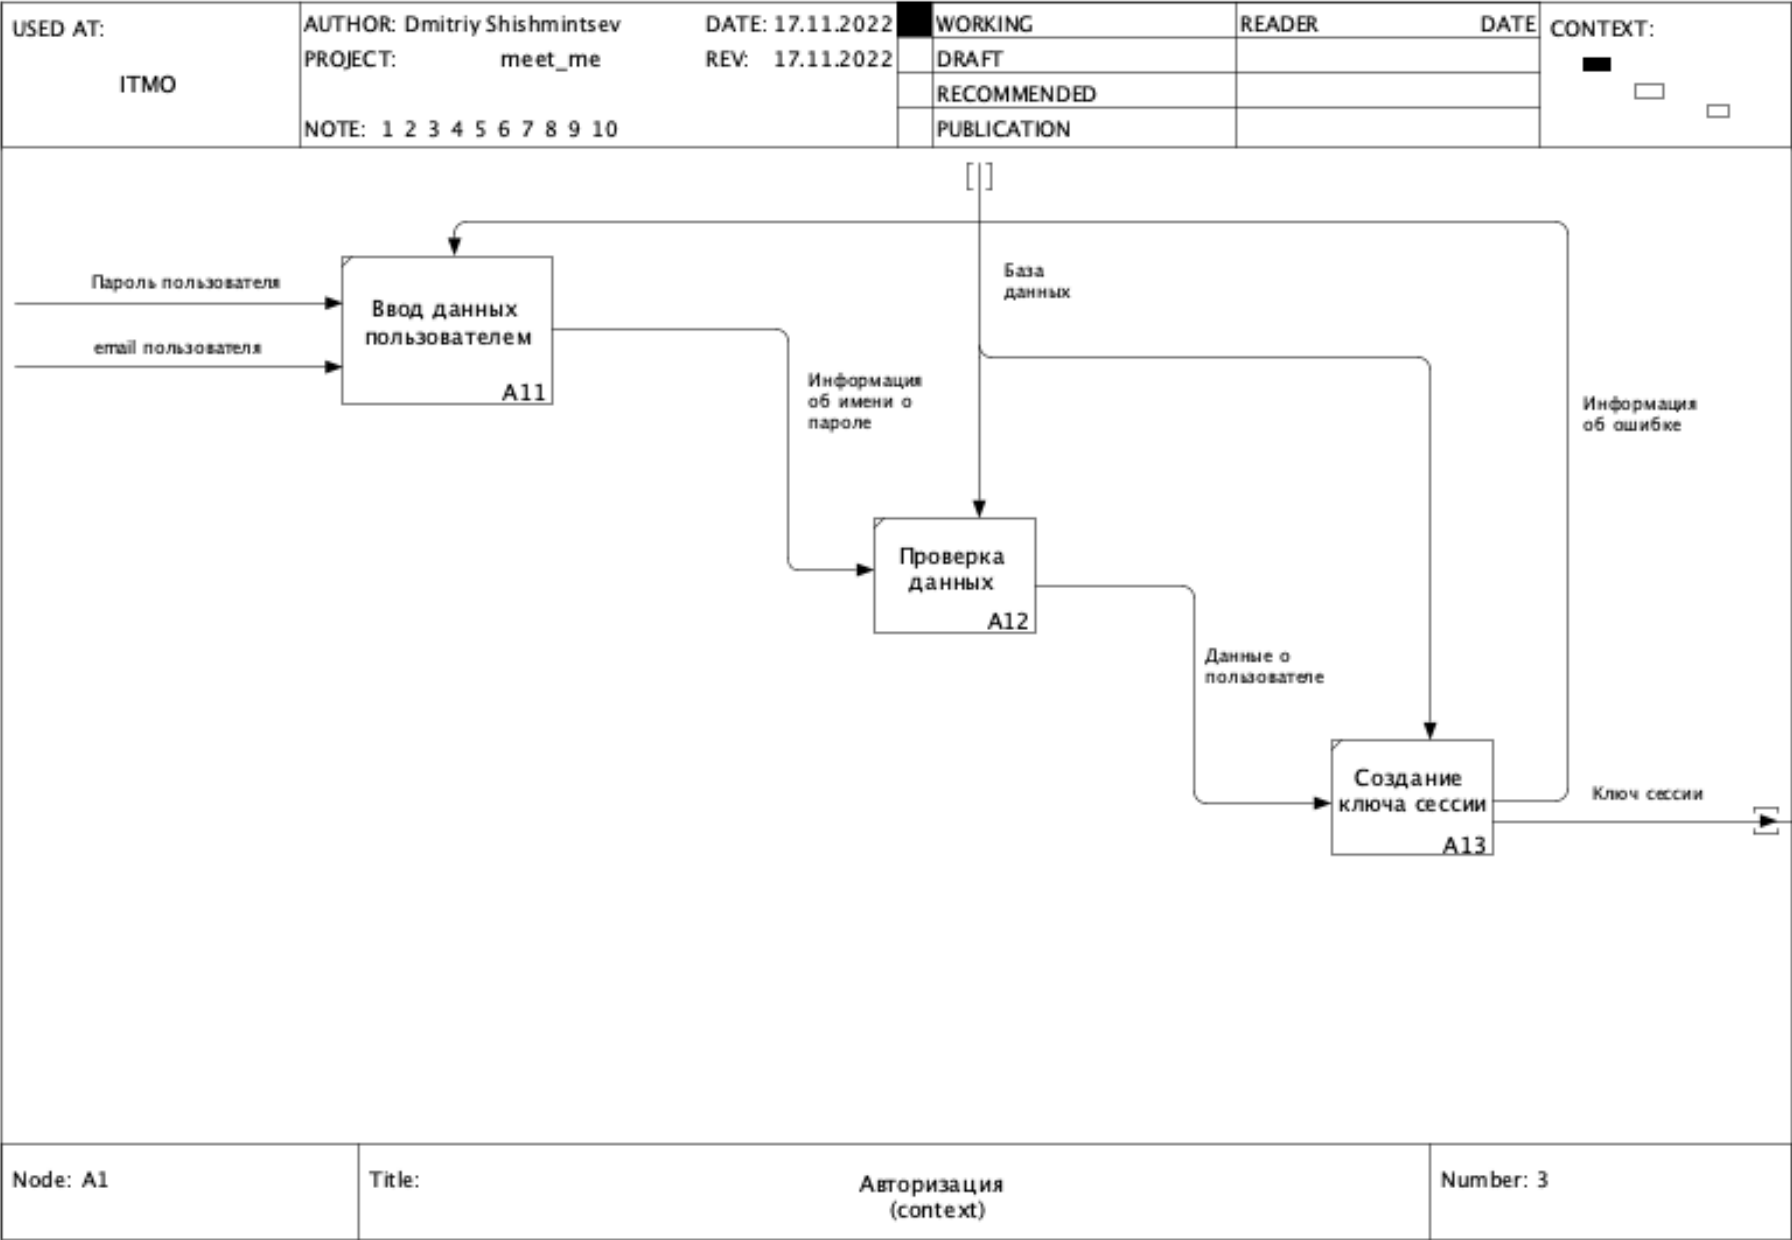 USED AT:
ITMO
AUTHOR: Dmitriy Shishmintsev
DATE: 17.11.2022
PROJECT: meet_me
REV: 17.11.2022
NOTE: 1 2 3 4 5 6 7 8 9 10
WORKING
DRAFT
RECOMMENDED
PUBLICATION
READER
DATE
CONTEXT:
Пароль пользователя
email пользователя
Ввод данных
пользователем
A11
База
данных
Информация
об имени о
пароле
Информация
об ошибке
Проверка
данных
A12
Данные о
пользователе
Создание
ключа сессии
A13
Ключ сессии
Node: A1
Title:
Авторизация
(context)
Number: 3